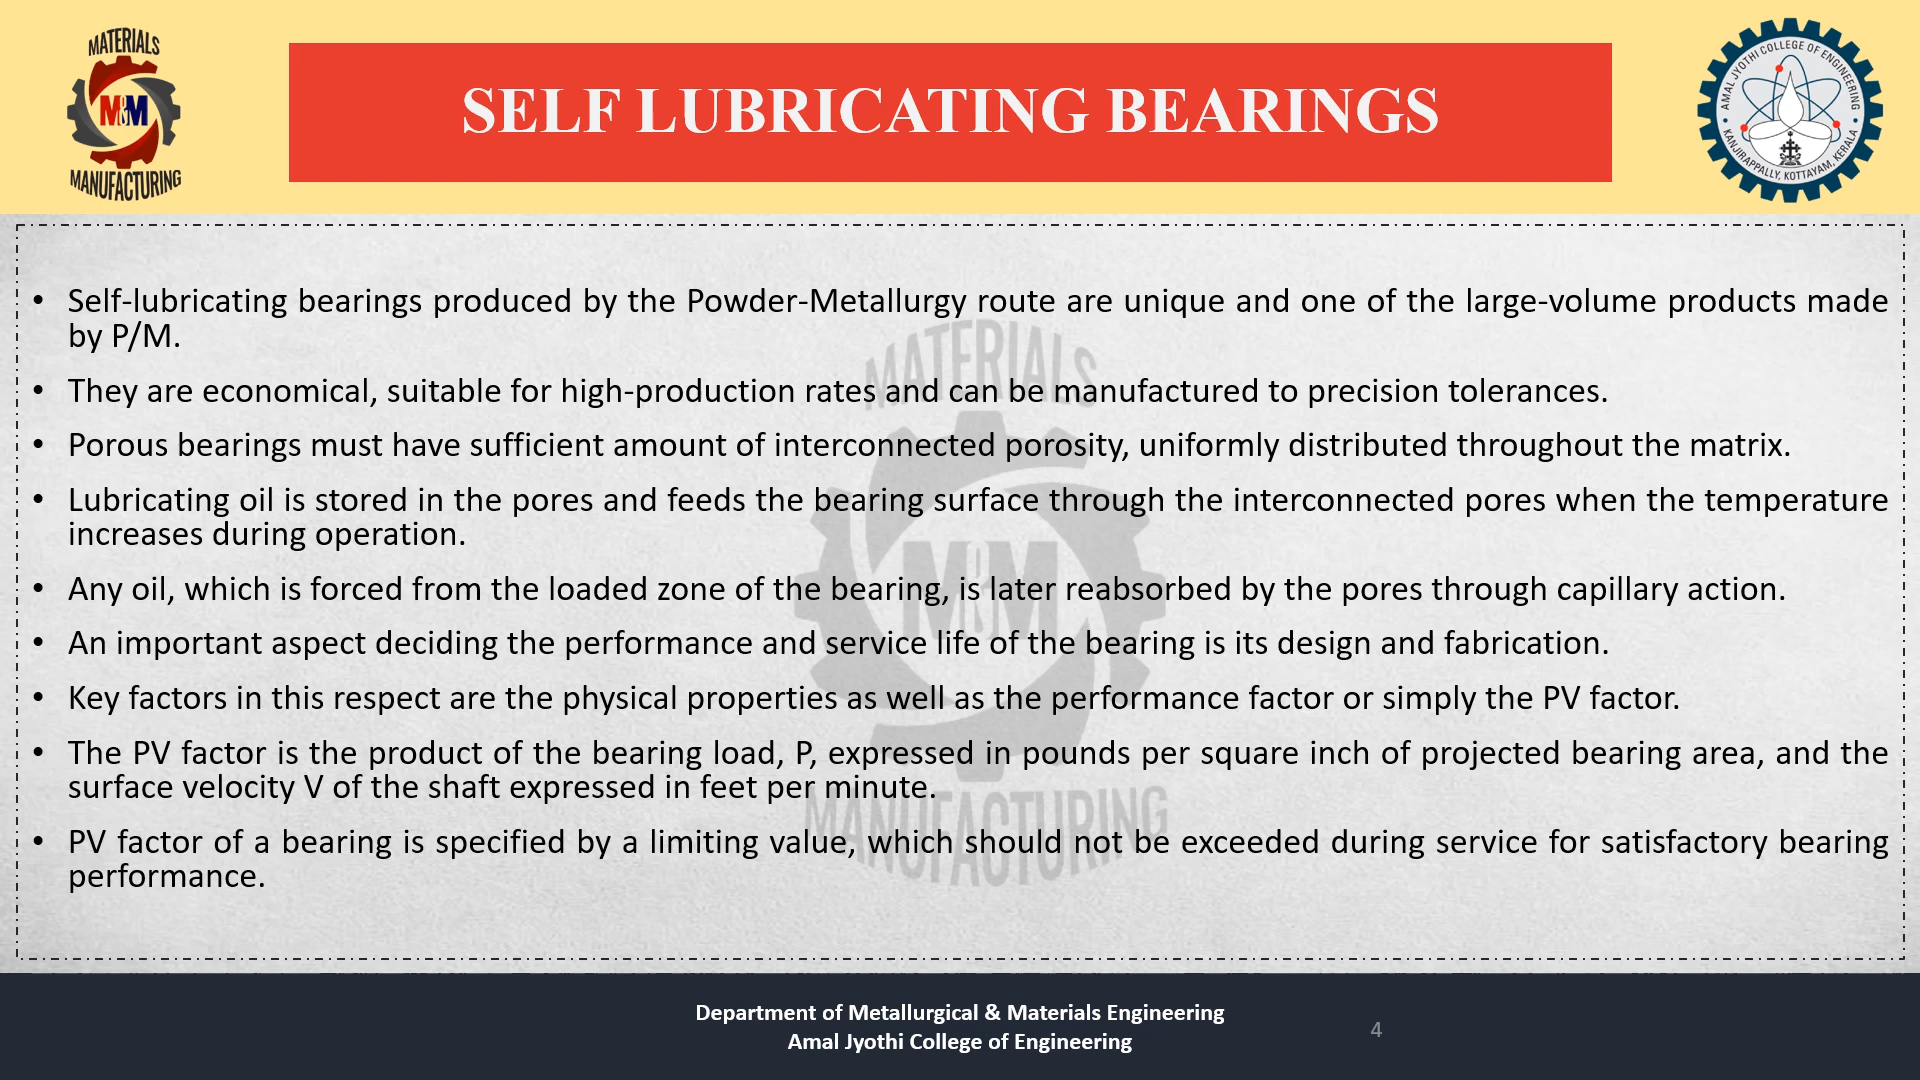 MATERIALS
M&M
MANUFACTURING
SELF LUBRICATING BEARINGS
AMAL JYOTHI COLLEGE OF ENGINEERING
KANJIRAPPALLY, KOTTAYAM, KERALA
• Self-lubricating bearings produced by the Powder-Metallurgy route are unique and one of the large-volume products made
by P/M.
• They are economical, suitable for high-production rates and can be manufactured to precision tolerances.
• Porous bearings must have sufficient amount of interconnected porosity, uniformly distributed throughout the matrix.
• Lubricating oil is stored in the pores and feeds the bearing surface through the interconnected pores when the temperature
increases during operation.
• Any oil, which is forced from the loaded zone of the bearing, is later reabsorbed by the pores through capillary action.
• An important aspect deciding the performance and service life of the bearing is its design and fabrication.
• Key factors in this respect are the physical properties as well as the performance factor or simply the PV factor.
• The PV factor is the product of the bearing load, P, expressed in pounds per square inch of projected bearing area, and the
surface velocity V of the shaft expressed in feet per minute.
• PV factor of a bearing is specified by a limiting value, which should not be exceeded during service for satisfactory bearing
performance.
MATERIALS
M&M
MANUFACTURING
Department of Metallurgical & Materials Engineering
Amal Jyothi College of Engineering
4